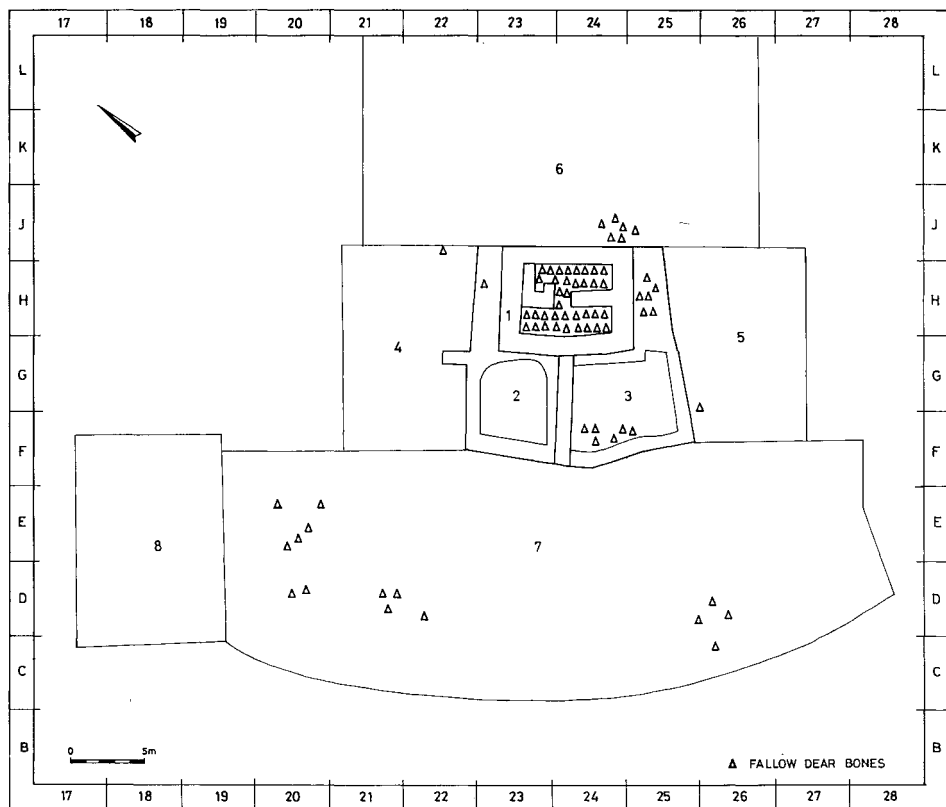 17 18 19 20 21 22 23 24 25 26 27 28
L L
K K
6
J J
H H
1
4 5
G G
2 3
F F
E E
8 7
D D
C C
B B
0 5m
FALLOW DEAR BONES
17 18 19 20 21 22 23 24 25 26 27 28